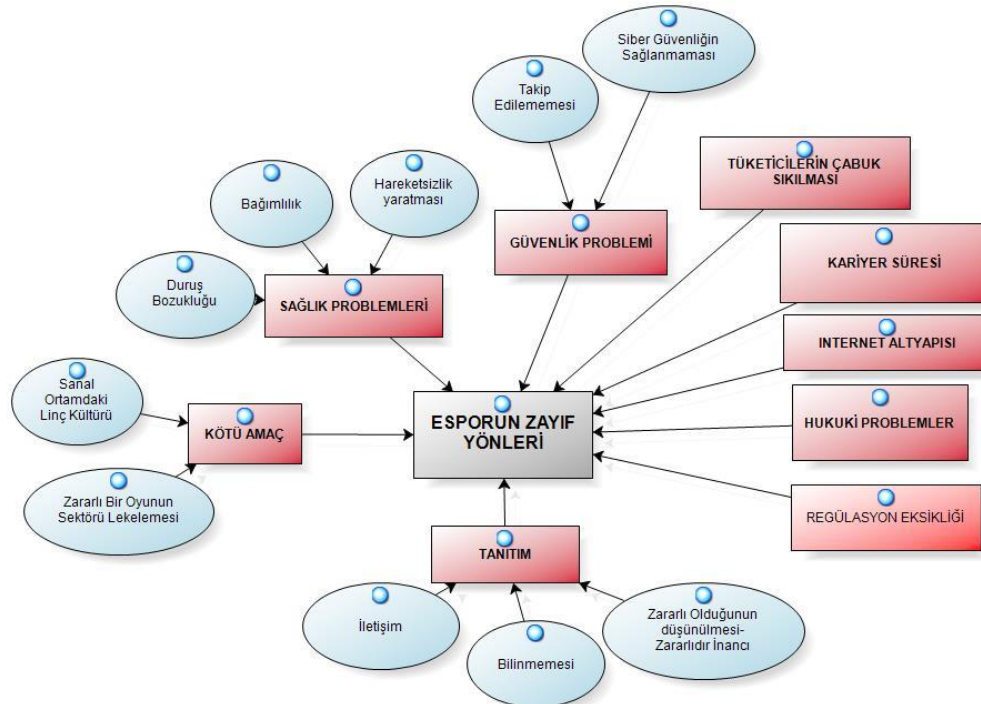 Siber Güvenliğin
Sağlanmaması
Takip
Edilememesi
TÜKETİCİLERİN ÇABUK
SIKILMASI
Hareketsizlik
yaratması
Bağımlılık
GÜVENLİK PROBLEMİ
KARİYER SÜRESİ
Duruş
Bozukluğu
SAĞLIK PROBLEMLERİ
INTERNET ALTYAPISI
Sanal
Ortamdaki
Linç Kültürü
KÖTÜ AMAÇ
ESPORUN ZAYIF
YÖNLERİ
HUKUKİ PROBLEMLER
Zararlı Bir Oyunun
Sektörü Lekelemesi
REGÜLASYON EKSİKLİĞİ
TANITIM
İletişim
Bilinmemesi
Zararlı Olduğunun
düşünülmesi-
Zararlıdır İnancı